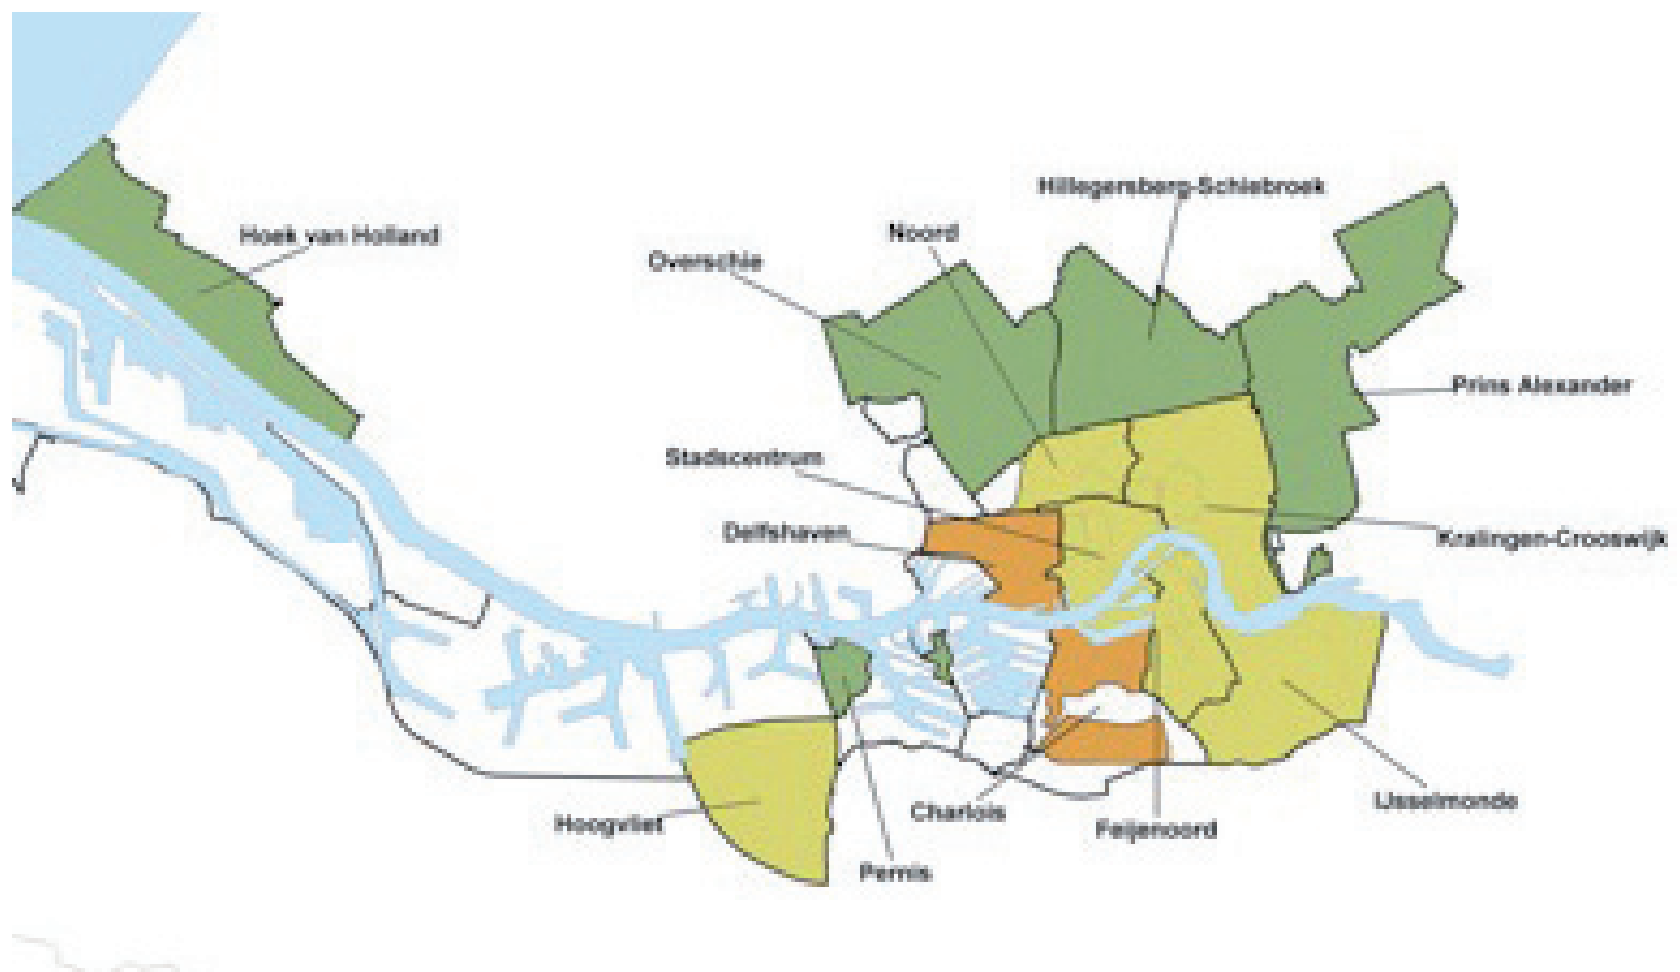 Hillegersberg-Schiebroek
Noord
Hoek van Holland
Overschie
Prins Alexander
Stadscentrum
Delfshaven
Kralingen-Crooswijk
IJsselmonde
Charlois
Hoogvliet
Feijenoord
Pernis